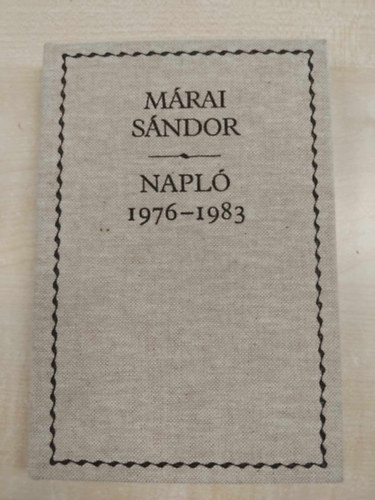 MÁRAI
SÁNDOR
NAPLÓ
1976–1983